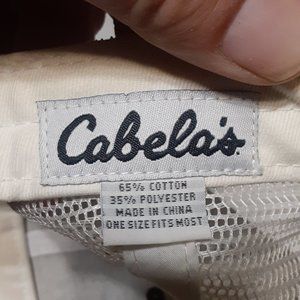 Cabela's
65% COTTON
35% POLYESTER
MADE IN CHINA
ONE SIZE FITS MOST